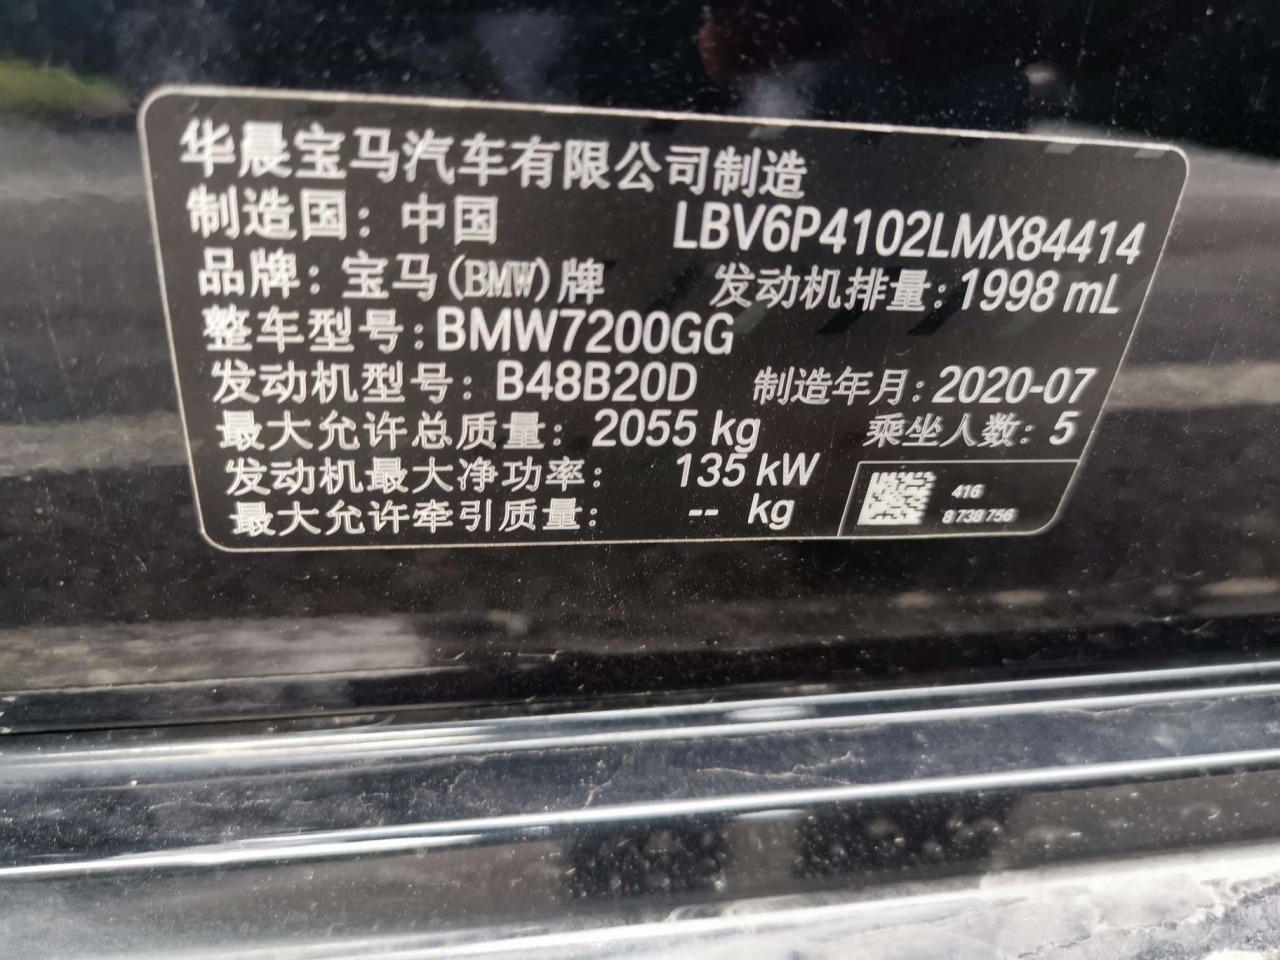 华晨宝马汽车有限公司制造
制造国：中国 LBV6P4102LMX84414
品牌：宝马(BMW)牌 发动机排量：1998 mL
整车型号：BMW7200GG
发动机型号：B48B20D 制造年月：2020-07
最大允许总质量：2055 kg 乘坐人数：5
发动机最大净功率：135 kW
最大允许牵引质量：-- kg
416
8 738 756